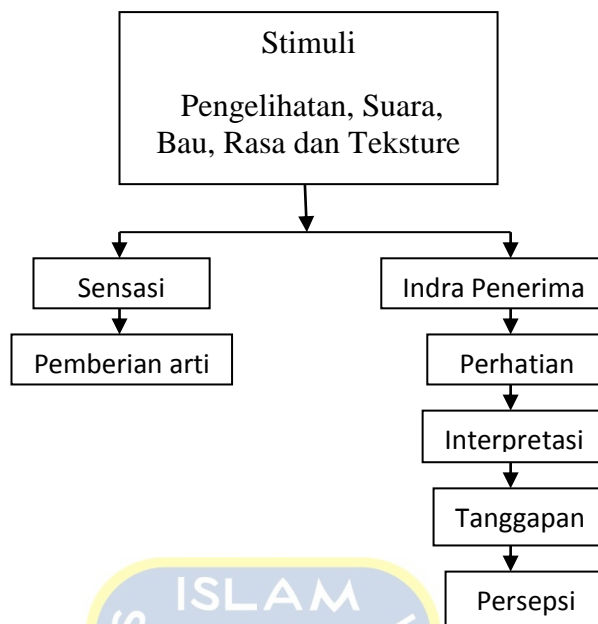 Stimuli
Pengelihatan, Suara,
Bau, Rasa dan Teksture
Sensasi
Pemberian arti
Indra Penerima
Perhatian
Interpretasi
Tanggapan
Persepsi
ISLAM
S